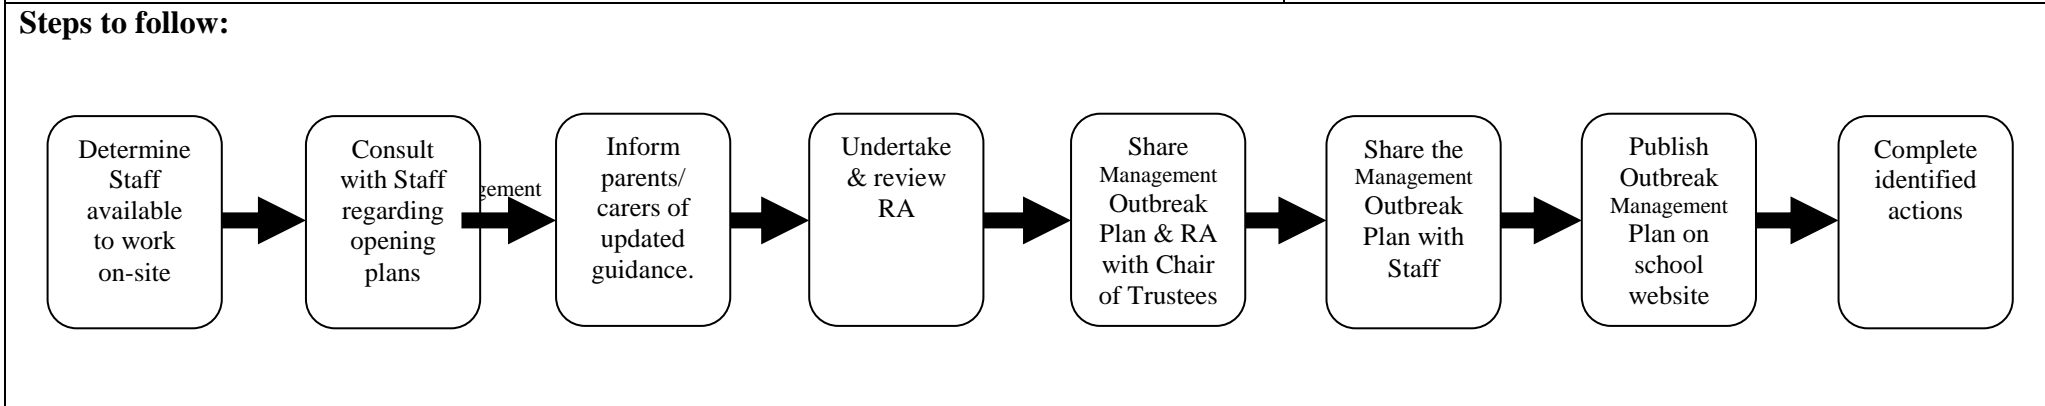 Steps to follow:
Determine
Staff
available
to work
on-site
Consult
with Staff
regarding
opening
plans
gement
Inform
parents/
carers of
updated
guidance.
Undertake
& review
RA
Share
Management
Outbreak
Plan & RA
with Chair
of Trustees
Share the
Management
Outbreak
Plan with
Staff
Publish
Outbreak
Management
Plan on
school
website
Complete
identified
actions